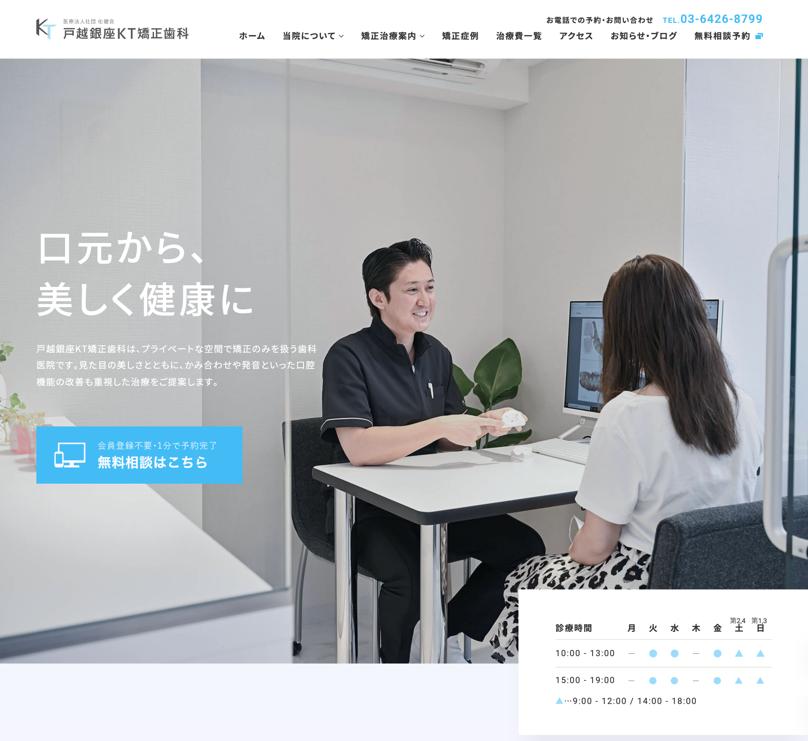 医療法人社団 佑健会
戸越銀座KT矯正歯科
お電話での予約・お問い合わせ TEL.03-6426-8799
ホーム 当院について 矯正治療案内 矯正症例 治療費一覧 アクセス お知らせ・ブログ 無料相談予約
口元から、
美しく健康に
戸越銀座KT矯正歯科は、プライベートな空間で矯正のみを扱う歯科
医院です。見た目の美しさとともに、かみ合わせや発音といった口腔
機能の改善も重視した治療をご提案します。
会員登録不要・1分で予約完了
無料相談はこちら
第2,4 第1,3
診療時間 月 火 水 木 金 土 日
10:00 - 13:00 － ● ● － ● ▲ ▲
15:00 - 19:00 － ● ● － ● ▲ ▲
▲…9:00 - 12:00 / 14:00 - 18:00